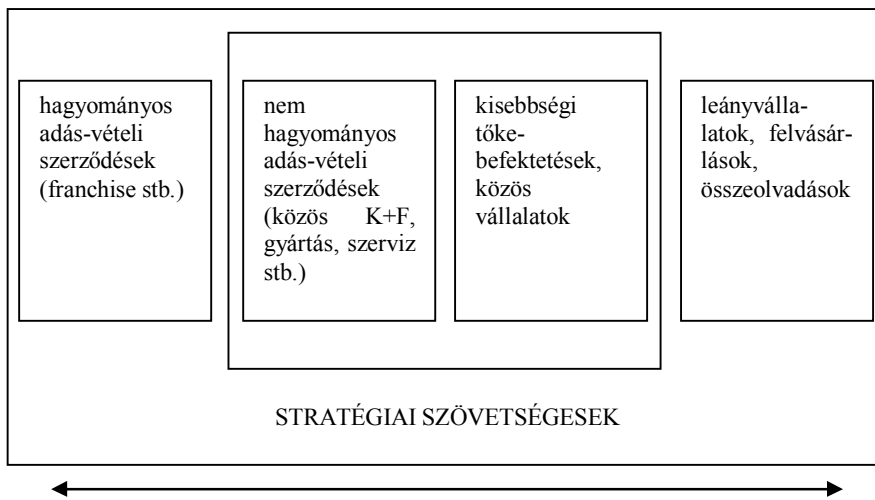 hagyományos
adás-vételi
szerződések
(franchise stb.)
nem
hagyományos
adás-vételi
szerződések
(közös K+F,
gyártás, szerviz
stb.)
kisebbségi
tőke-
befektetések,
közös
vállalatok
leányválla-
latok, felvásár-
lások,
összeolvadások
STRATÉGIAI SZÖVETSÉGESEK